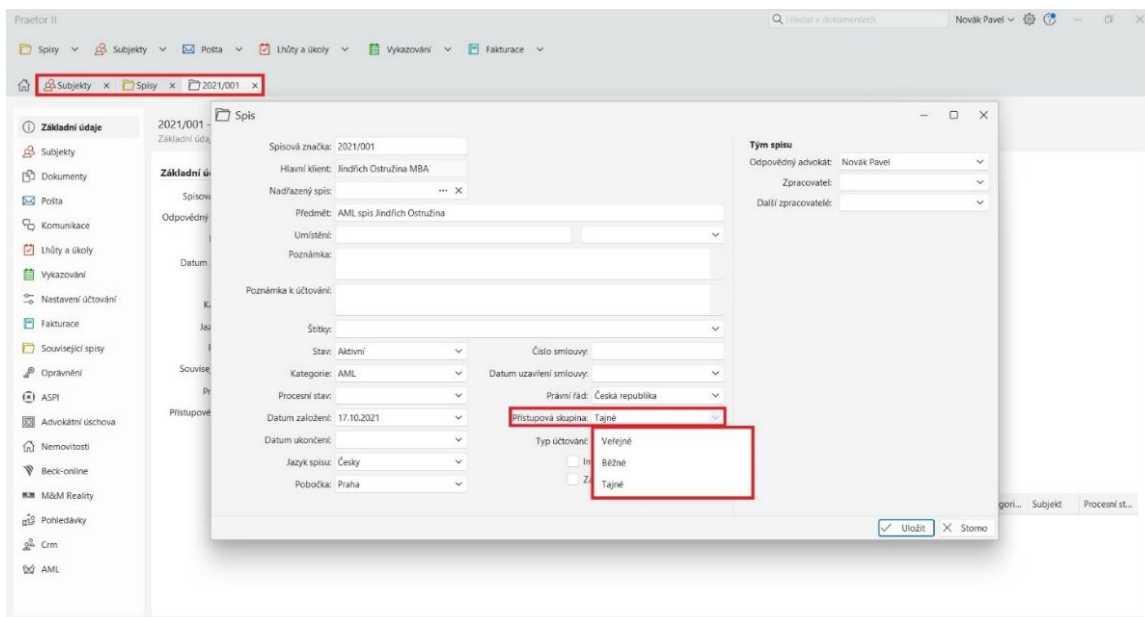 Praetor II
Hledat v dokumentech
Novák Pavel
Spisy Subjekty Pošta Lhůty a úkoly Vykazování Fakturace
Subjekty Spisy 2021/001
Základní údaje
Subjekty
Dokumenty
Pošta
Komunikace
Lhůty a úkoly
Vykazování
Nastavení účtování
Fakturace
Související spisy
Oprávnění
ASPI
Advokátní úschova
Nemovitosti
Beck-online
M&M Reality
Pohledávky
Crm
AML
2021/001 -
Základní úda
Základní ú
Spisov
Odpovědný
Datum
K
Jaz
Souvise
Pr
Přístupové
Spis
Spisová značka: 2021/001
Hlavní klient: Jindřich Ostružina MBA
Nadřazený spis: ...
Předmět: AML spis Jindřich Ostružina
Umístění:
Poznámka:
Poznámka k účtování:
Štítky:
Stav: Aktivní
Číslo smlouvy:
Kategorie: AML
Datum uzavření smlouvy:
Procesní stav:
Právní řád: Česká republika
Datum založení: 17.10.2021
Přístupová skupina: Tajné
Datum ukončení:
Typ účtování:
Veřejné
Běžné
Tajné
Jazyk spisu: Česky
In
Pobočka: Praha
Za
Tým spisu
Odpovědný advokát: Novák Pavel
Zpracovatel:
Další zpracovatelé:
Uložit Storno
gori... Subjekt Procesní st...